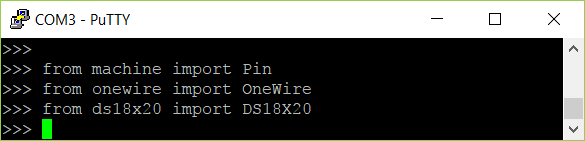 COM3 - PuTTY
>>>
>>> from machine import Pin
>>> from onewire import OneWire
>>> from ds18x20 import DS18X20
>>>